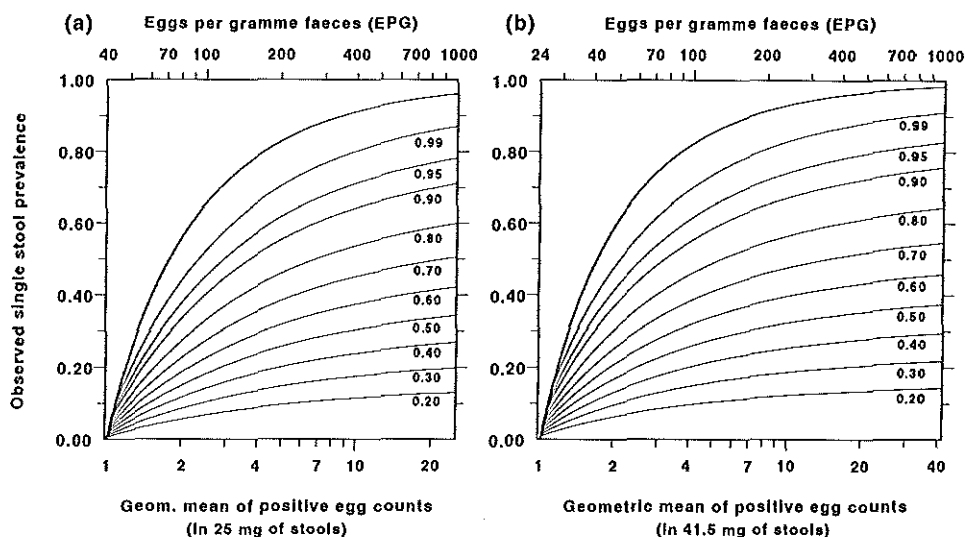 (a) Eggs per gramme faeces (EPG)
40 70 100 200 400 700 1000
1.00
0.80
0.60
0.40
0.20
0.00
Observed single stool prevalence
0.99
0.95
0.90
0.80
0.70
0.60
0.50
0.40
0.30
0.20
1 2 4 7 10 20
Geom. mean of positive egg counts
(In 25 mg of stools)
(b) Eggs per gramme faeces (EPG)
24 40 70 100 200 400 700 1000
1.00
0.80
0.60
0.40
0.20
0.00
0.99
0.95
0.90
0.80
0.70
0.60
0.50
0.40
0.30
0.20
1 2 4 7 10 20 40
Geometric mean of positive egg counts
(In 41.5 mg of stools)